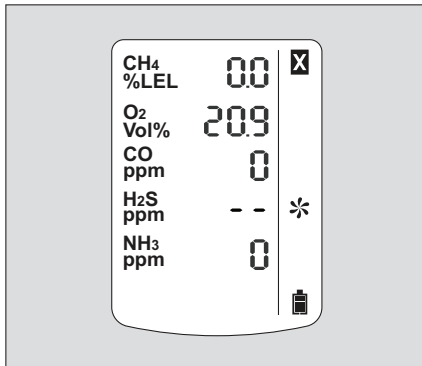 CH4 0.0 X
%LEL
O2 20.9
Vol%
CO 0
ppm
H2S - -
ppm
NH3 0
ppm